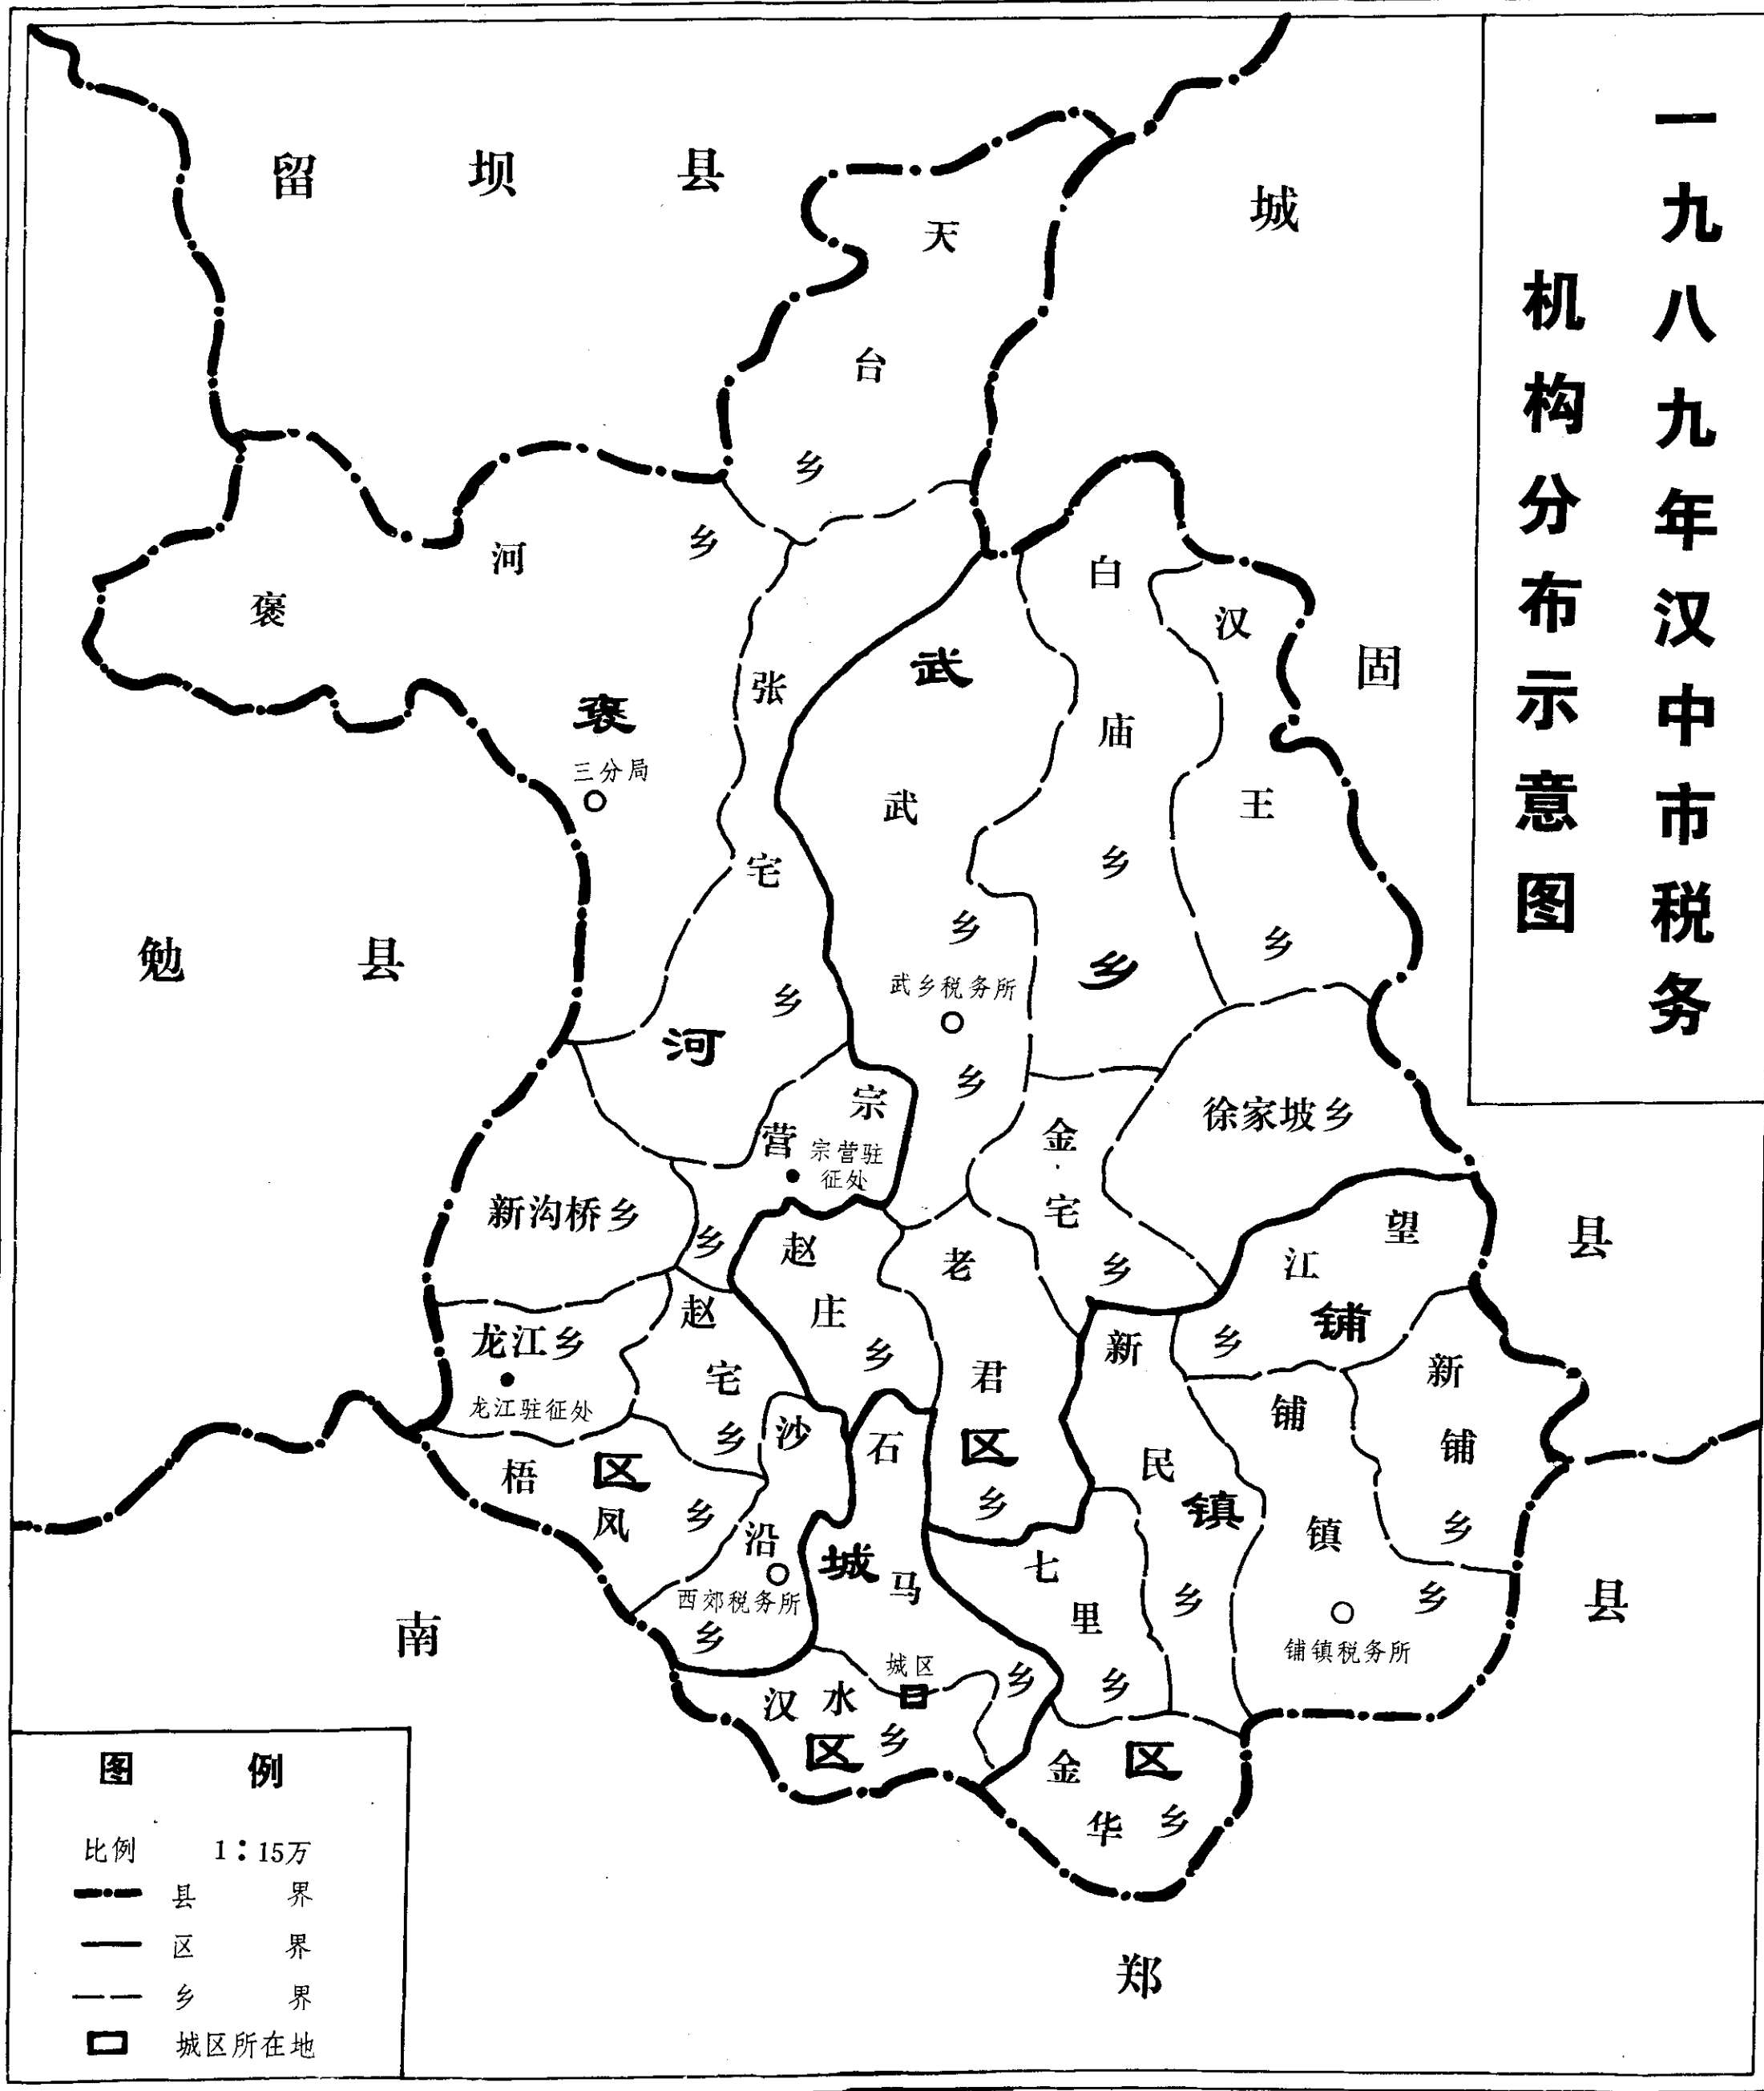 一九八九年汉中市税务
机构分布示意图
留坝县
城固县
勉县
南郑县
天台乡
褒河乡
张宅乡
白庙乡
汉王乡
武乡乡
褒河区
三分局
武乡区
武乡税务所
徐家坡乡
金宅乡
宗营乡
宗营驻
征处
新沟桥乡
赵庄乡
老君乡
望江乡
铺镇区
新铺乡
龙江乡
龙江驻征处
赵宅乡
新民乡
铺镇乡
铺镇税务所
沙沿乡
西郊税务所
梧凤乡
石马乡
城区
城区
七里乡
汉水乡
金华乡
图例
比例 1:15万
县界
区界
乡界
城区所在地